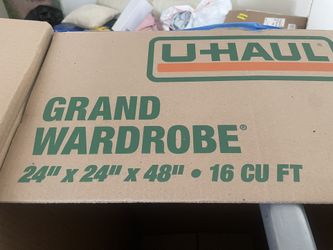 U-HAUL
GRAND
WARDROBE®
24" x 24" x 48" • 16 CU FT